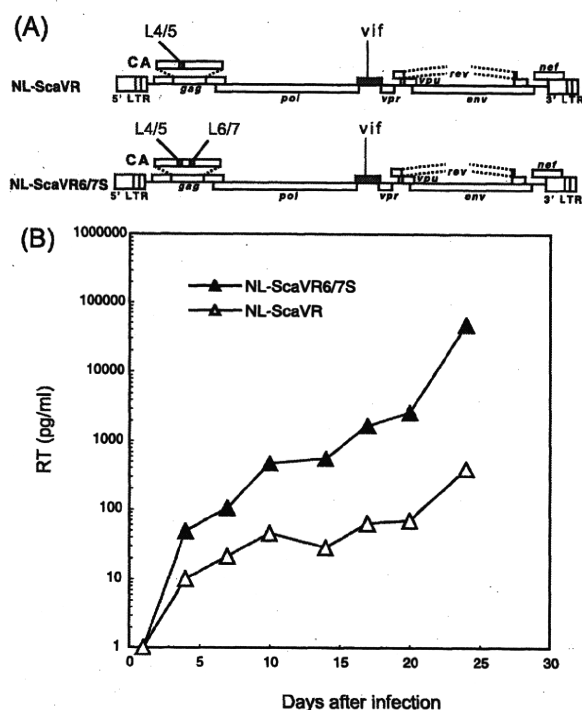 (A)
L4/5
vif
CA
NL-ScaVR
5' LTR
gag
pol
vpr
vpu
rev
env
nef
3' LTR
L4/5
L6/7
vif
CA
NL-ScaVR6/7S
5' LTR
gag
pol
vpr
vpu
rev
env
nef
3' LTR
(B)
1000000
100000
10000
1000
100
10
1
RT (pg/ml)
NL-ScaVR6/7S
NL-ScaVR
0
5
10
15
20
25
30
Days after infection